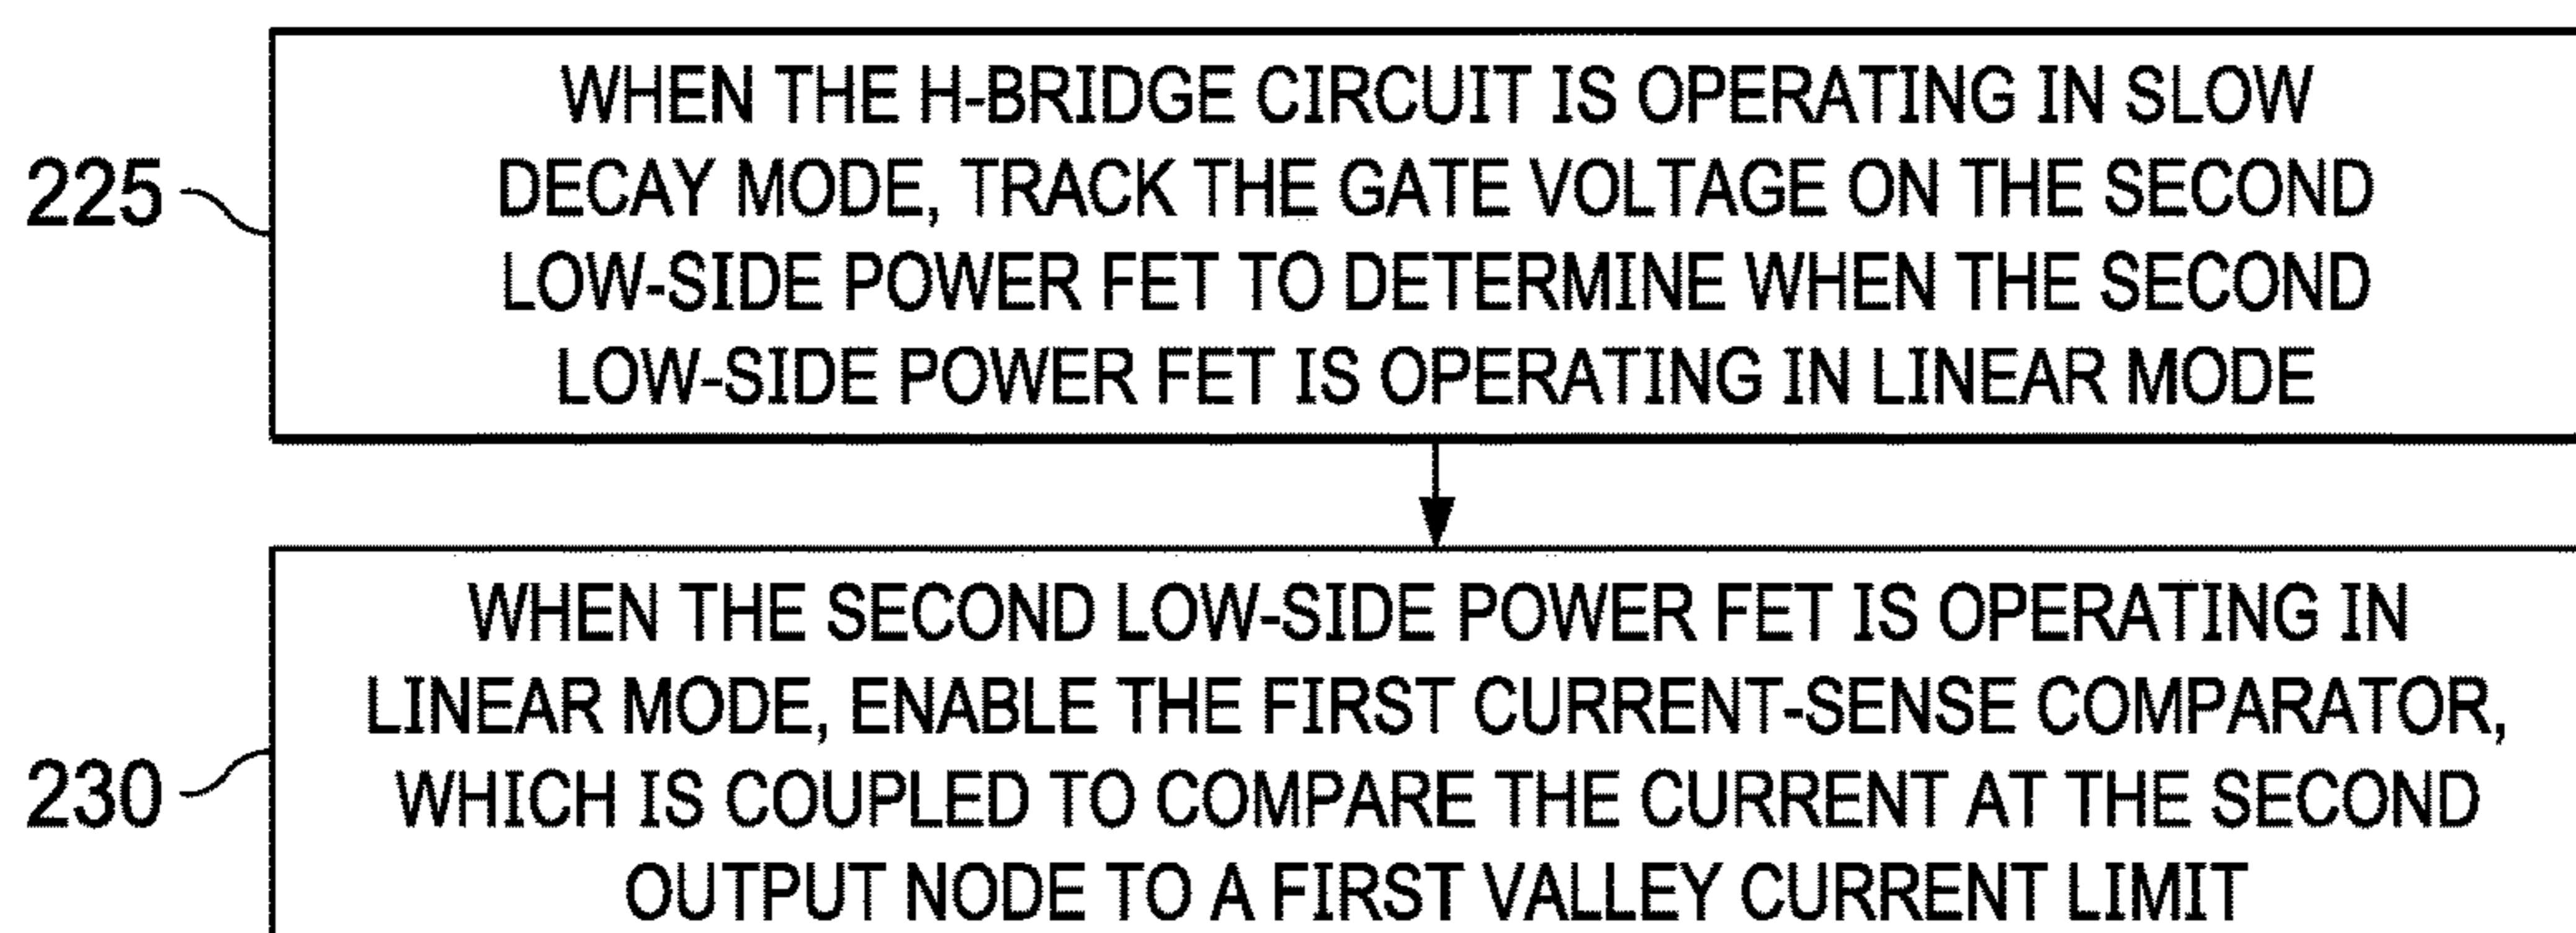 WHEN THE H-BRIDGE CIRCUIT IS OPERATING IN SLOW
DECAY MODE, TRACK THE GATE VOLTAGE ON THE SECOND
LOW-SIDE POWER FET TO DETERMINE WHEN THE SECOND
LOW-SIDE POWER FET IS OPERATING IN LINEAR MODE
225
WHEN THE SECOND LOW-SIDE POWER FET IS OPERATING IN
LINEAR MODE, ENABLE THE FIRST CURRENT-SENSE COMPARATOR,
WHICH IS COUPLED TO COMPARE THE CURRENT AT THE SECOND
OUTPUT NODE TO A FIRST VALLEY CURRENT LIMIT
230